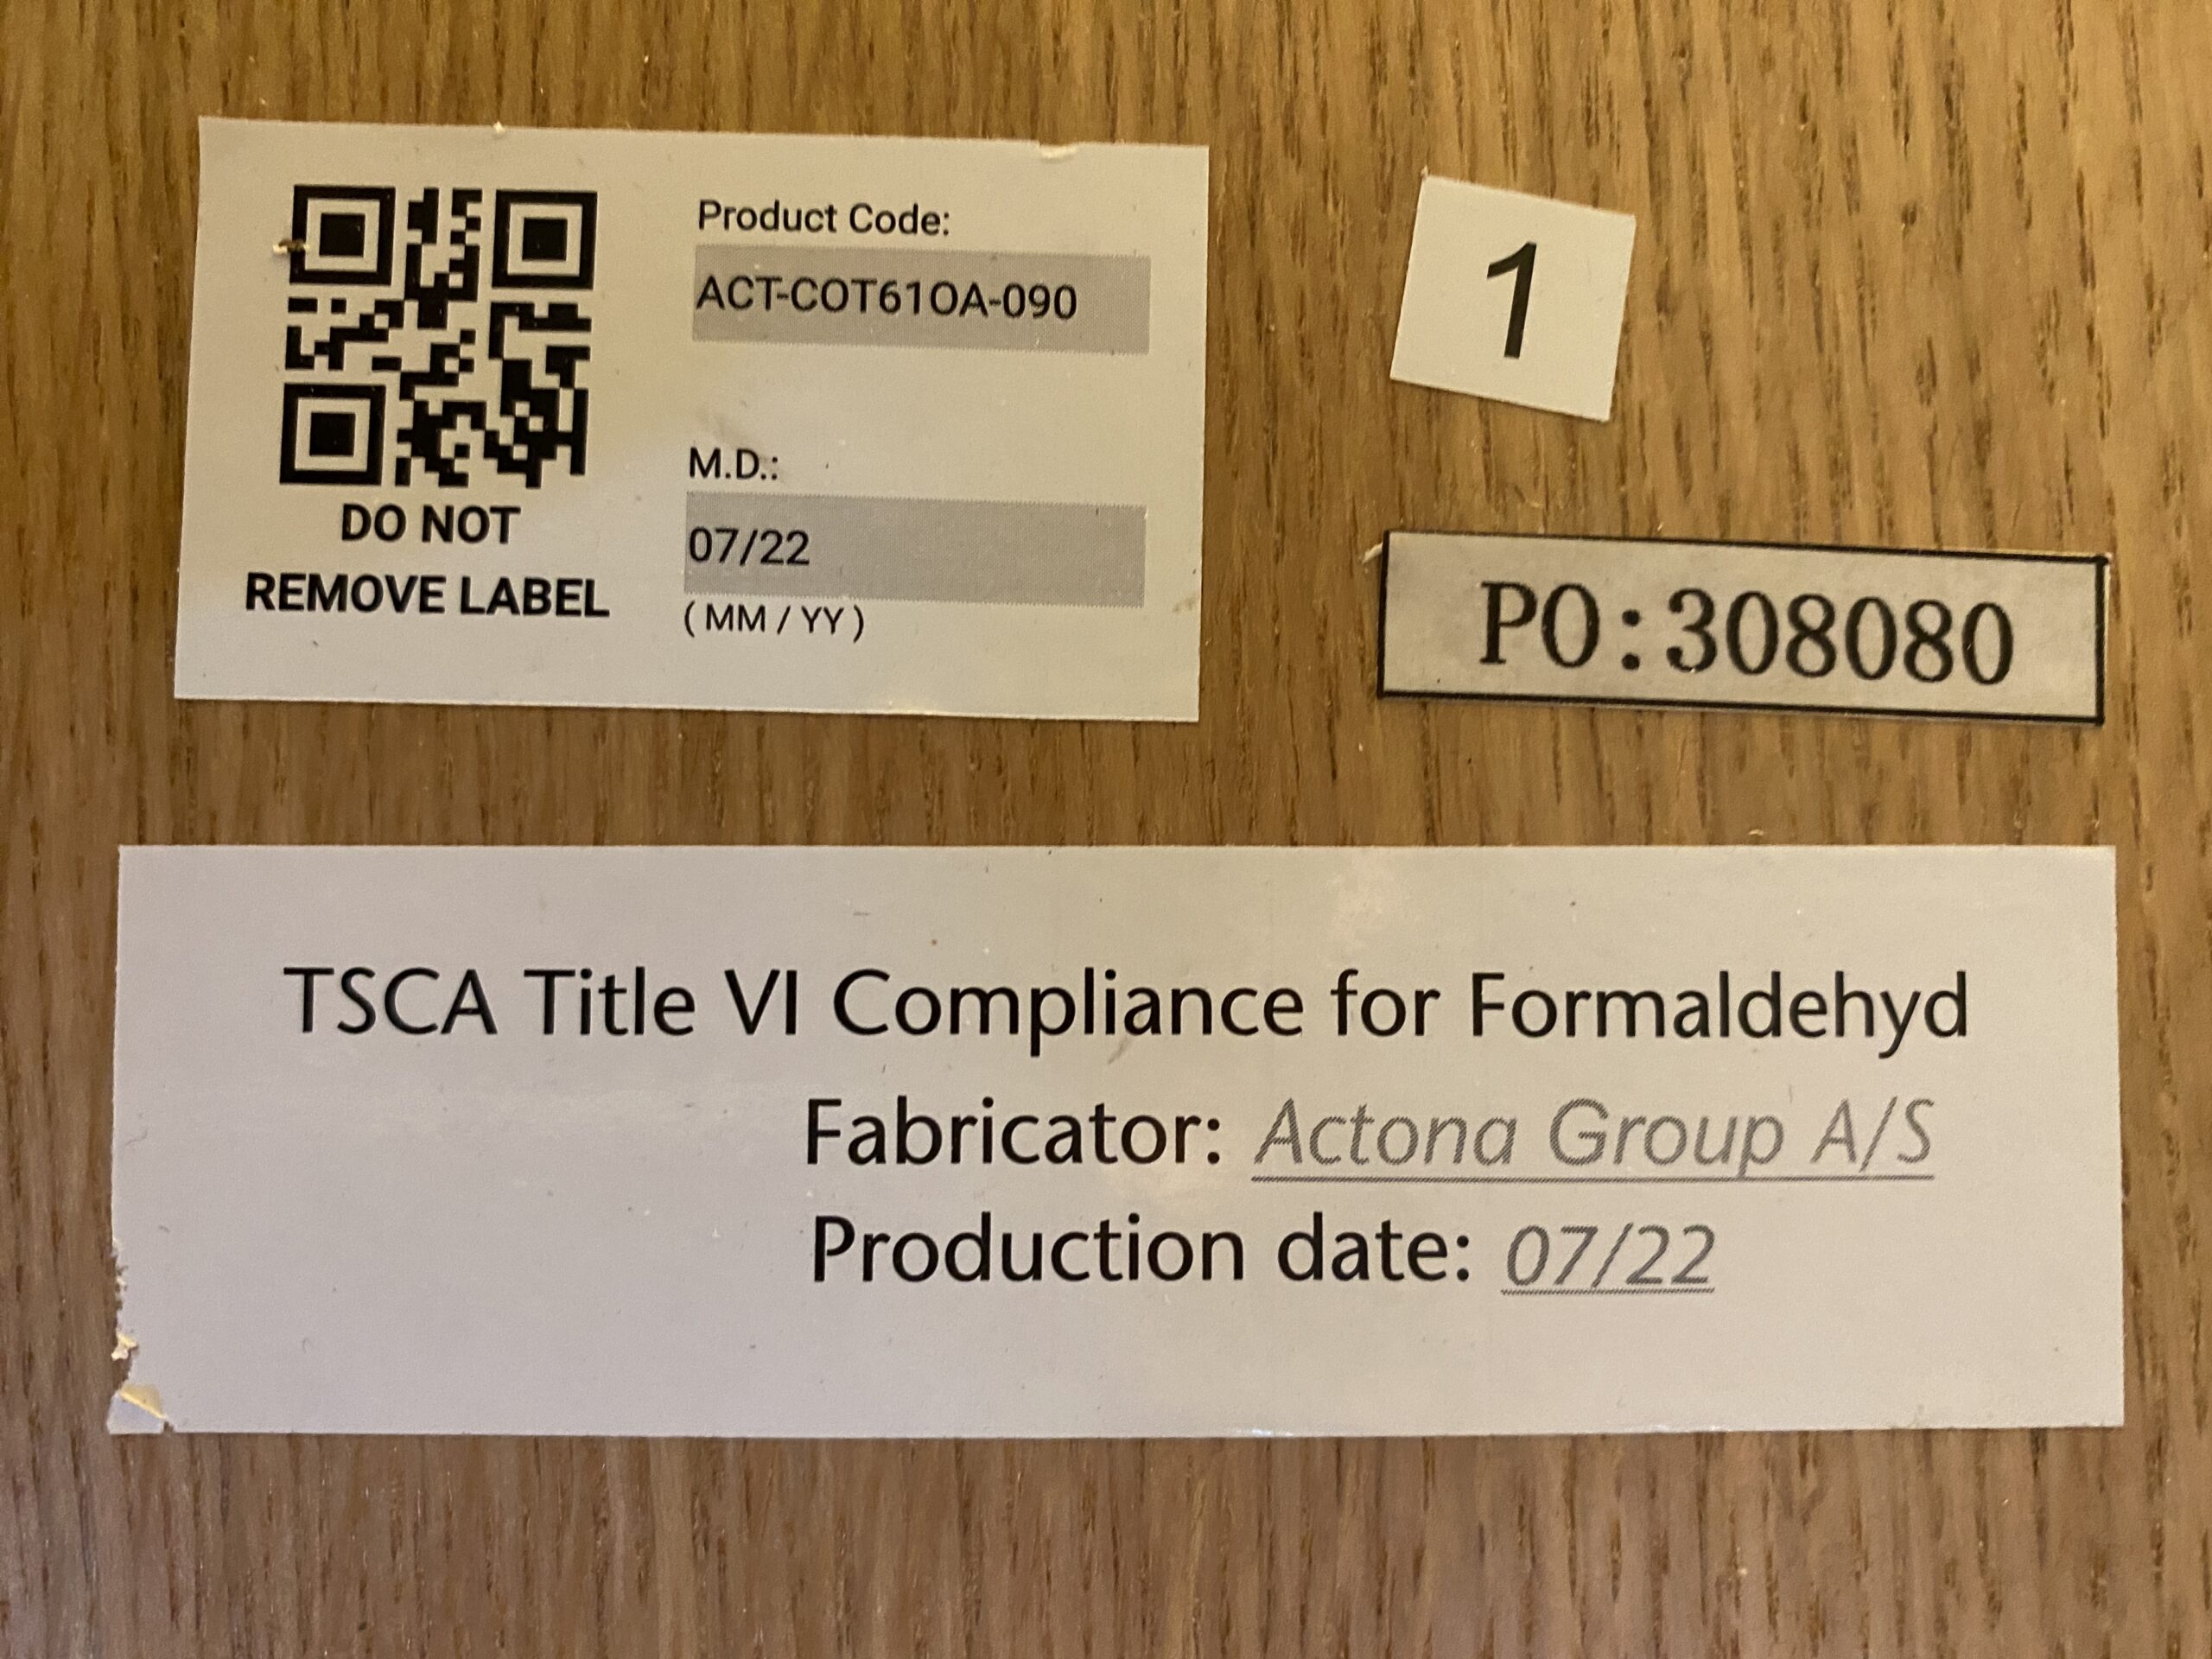 Product Code:
ACT-COT61OA-090
M.D.:
07/22
(MM/YY)
DO NOT
REMOVE LABEL
1
PO:308080
TSCA Title VI Compliance for Formaldehyd
Fabricator: Actona Group A/S
Production date: 07/22